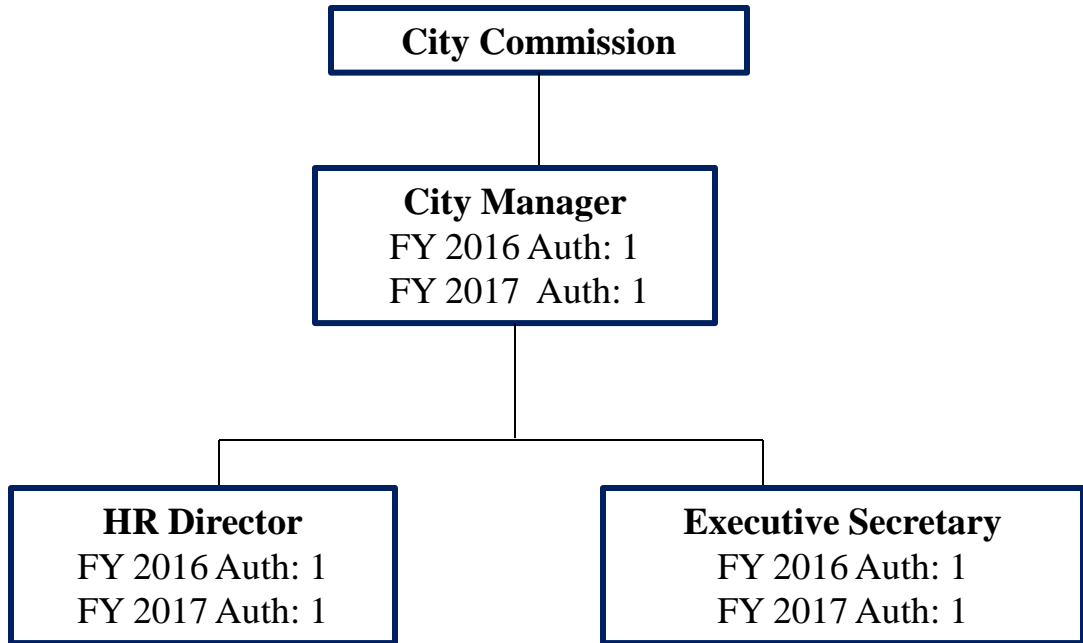 City Commission
City Manager
FY 2016 Auth: 1
FY 2017 Auth: 1
HR Director
FY 2016 Auth: 1
FY 2017 Auth: 1
Executive Secretary
FY 2016 Auth: 1
FY 2017 Auth: 1